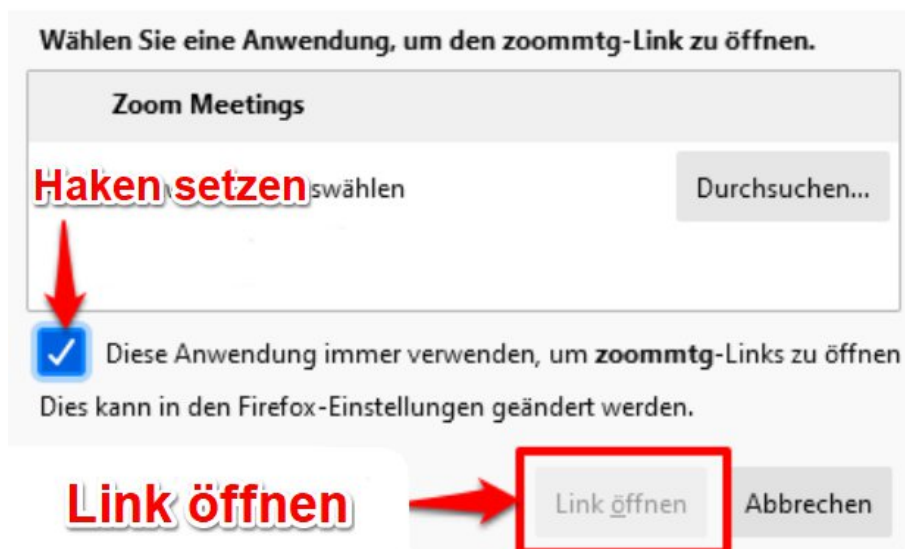 Wählen Sie eine Anwendung, um den zoommtg-Link zu öffnen.
Zoom Meetings
Haken setzen
swählen
Durchsuchen...
Diese Anwendung immer verwenden, um zoommtg-Links zu öffnen
Dies kann in den Firefox-Einstellungen geändert werden.
Link öffnen
Link öffnen
Abbrechen